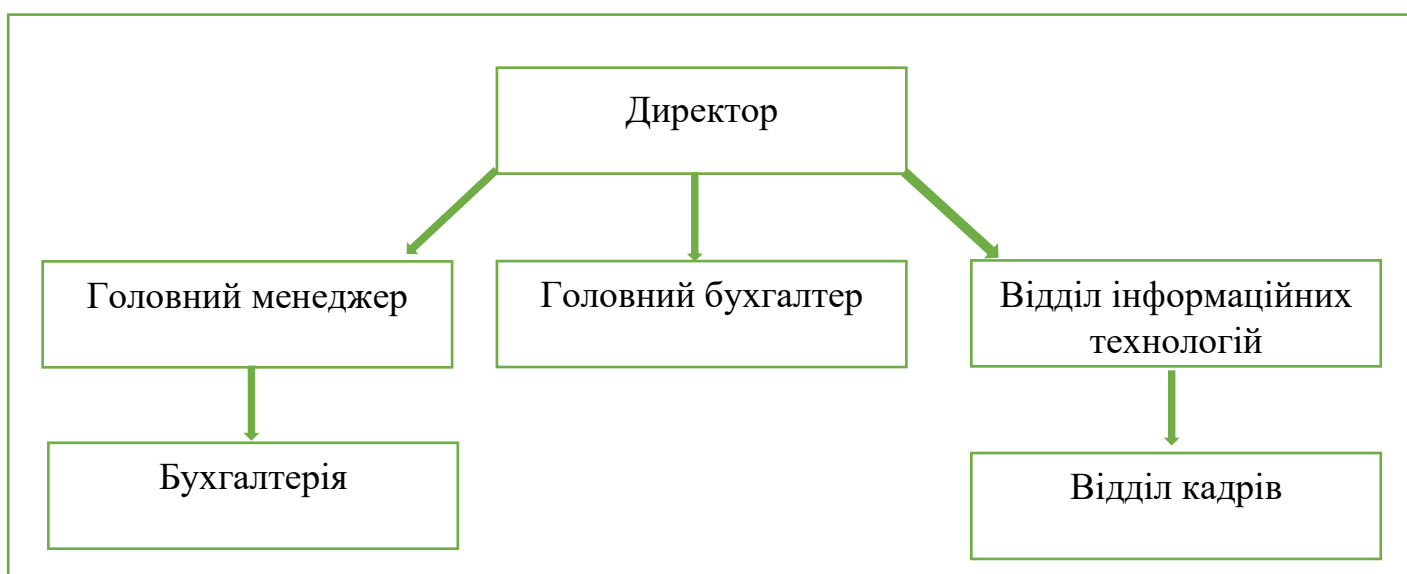 Директор
Головний менеджер
Головний бухгалтер
Відділ інформаційних
технологій
Бухгалтерія
Відділ кадрів